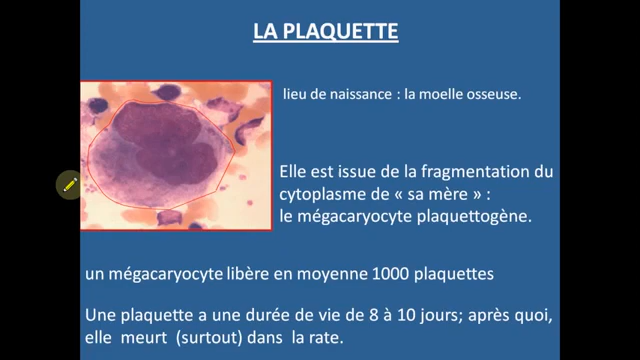 LA PLAQUETTE
lieu de naissance : la moelle osseuse.
Elle est issue de la fragmentation du
cytoplasme de « sa mère » :
le mégacaryocyte plaquettogène.
un mégacaryocyte libère en moyenne 1000 plaquettes
Une plaquette a une durée de vie de 8 à 10 jours; après quoi,
elle meurt (surtout) dans la rate.